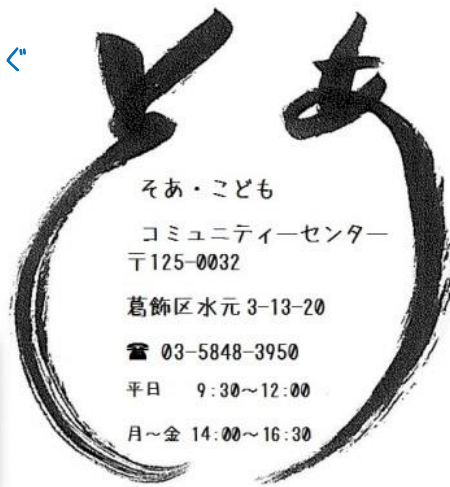 ぐ
そあ
そあ・こども
コミュニティーセンター
〒125-0032
葛飾区水元 3-13-20
☎ 03-5848-3950
平日 9:30～12:00
月～金 14:00～16:30